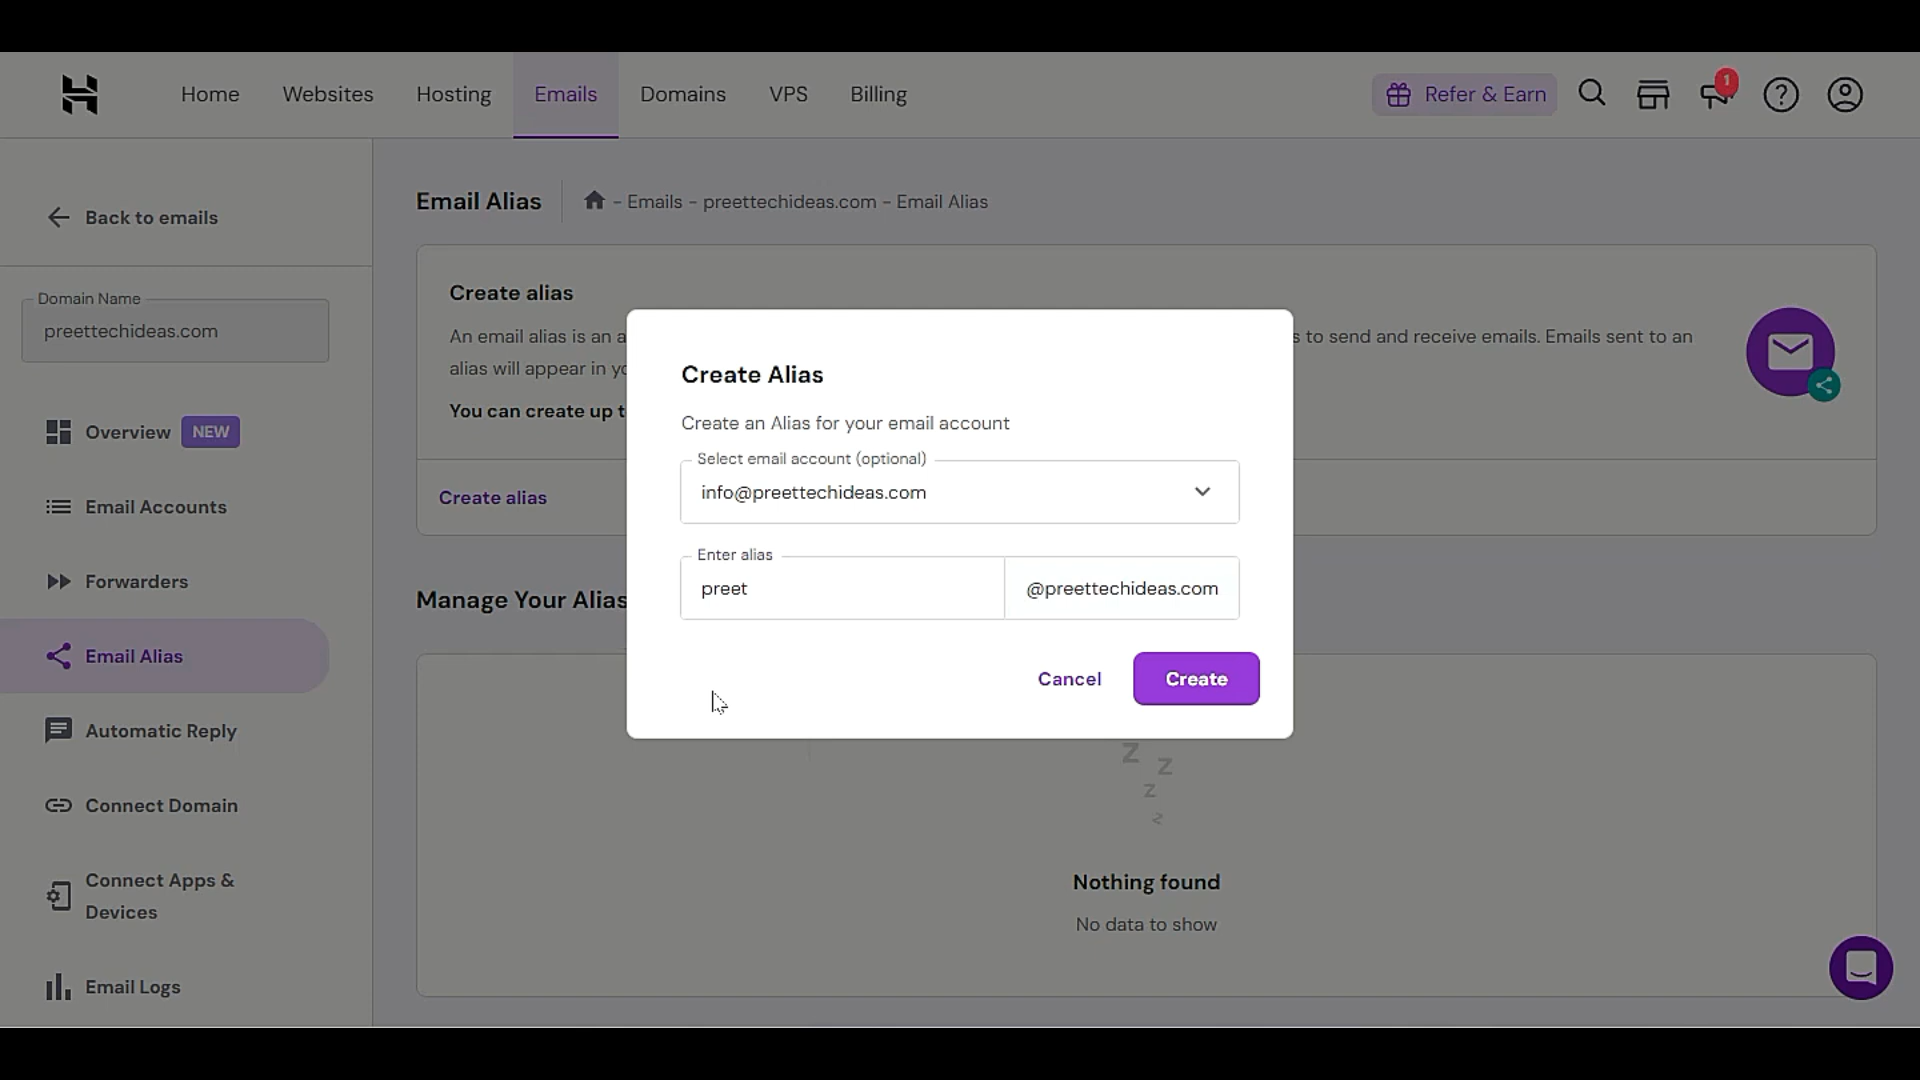 Home Websites Hosting Emails Domains VPS Billing Refer & Earn 1
Back to emails
Domain Name
preettechideas.com
Overview NEW
Email Accounts
Forwarders
Email Alias
Automatic Reply
Connect Domain
Connect Apps &
Devices
Email Logs
Email Alias - Emails - preettechideas.com - Email Alias
Create alias
An email alias is an a
s to send and receive emails. Emails sent to an
alias will appear in yo
You can create up t
Create alias
Manage Your Alias
Create Alias
Create an Alias for your email account
Select email account (optional)
info@preettechideas.com
Enter alias
preet @preettechideas.com
Cancel Create
Z
Z
Z
Z
Nothing found
No data to show